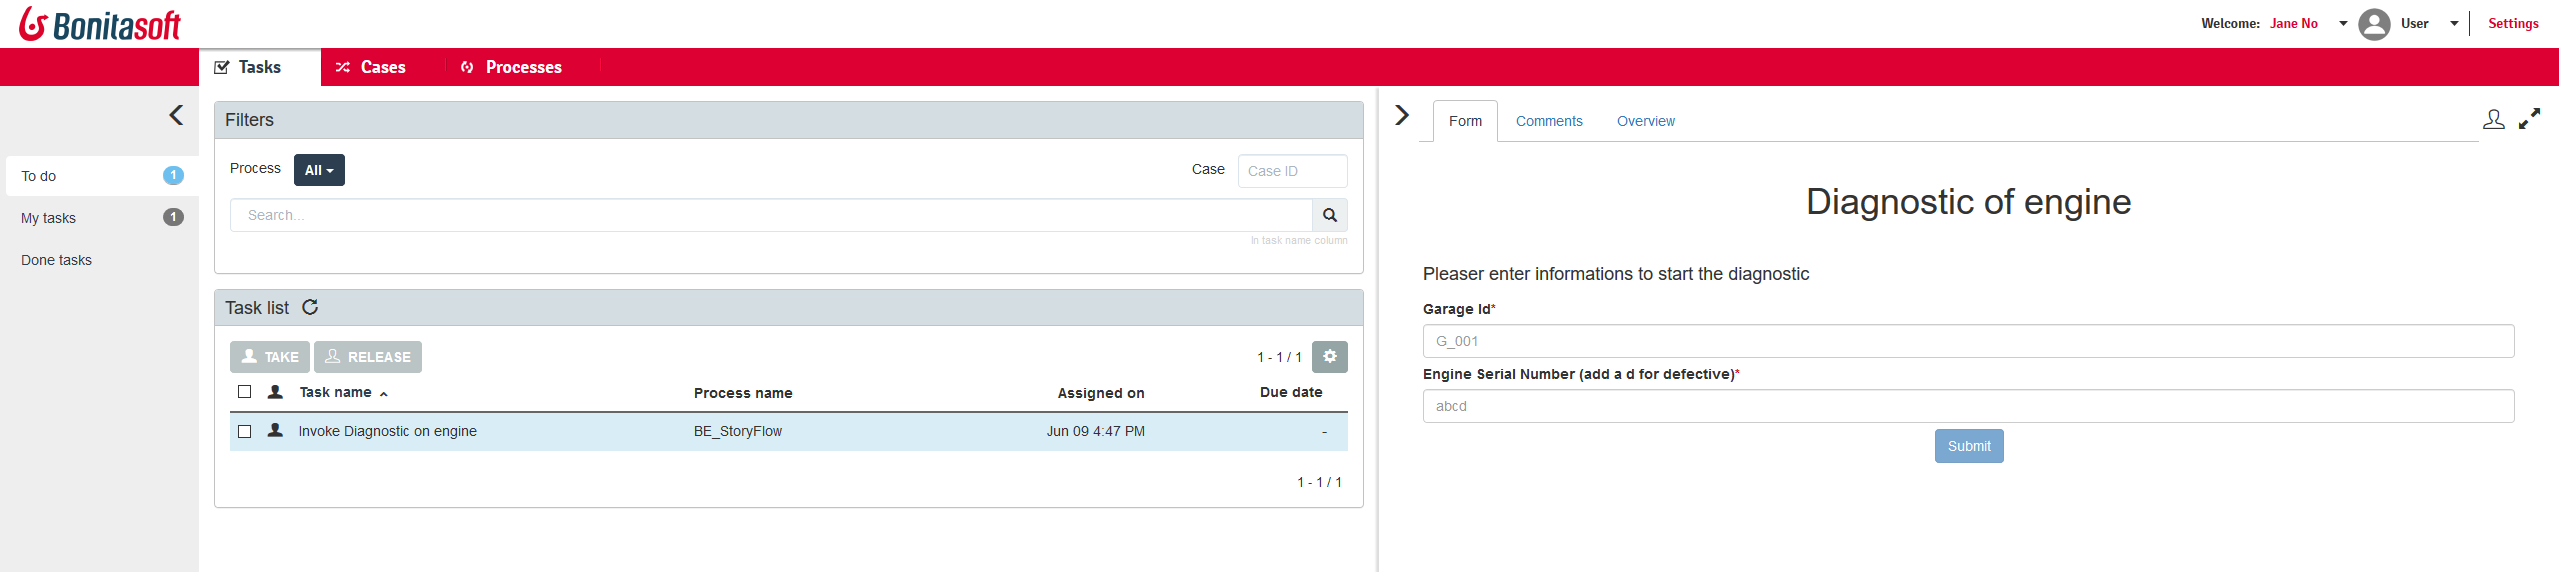 Bonitasoft
Welcome: Jane No User Settings
Tasks Cases Processes
To do 1
My tasks 1
Done tasks
Filters
Process All Case Case ID
Search...
In task name column
Task list
TAKE RELEASE 1 - 1 / 1
Task name Process name Assigned on Due date
Invoke Diagnostic on engine BE_StoryFlow Jun 09 4:47 PM -
1 - 1 / 1
Form Comments Overview
Diagnostic of engine
Pleaser enter informations to start the diagnostic
Garage Id*
G_001
Engine Serial Number (add a d for defective)*
abcd
Submit